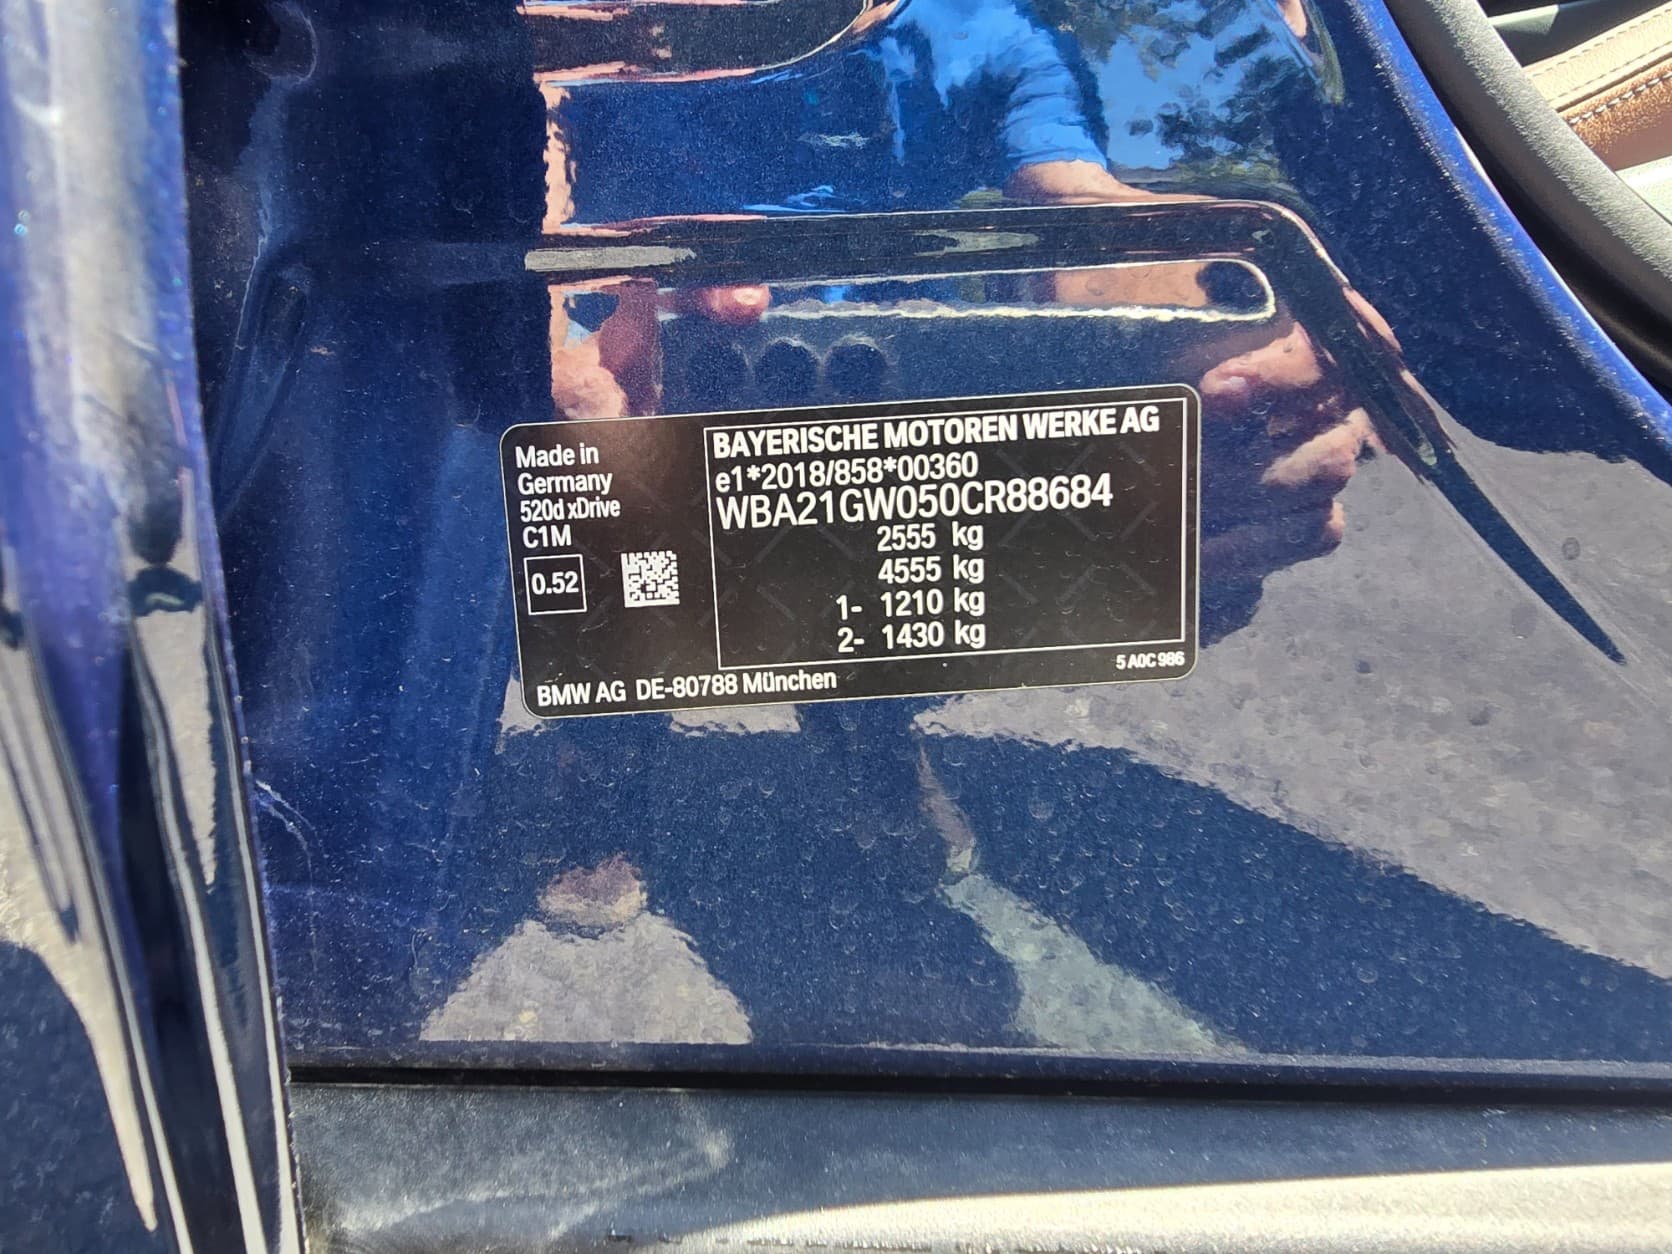 Made in
Germany
520d xDrive
C1M
0.52
BAYERISCHE MOTOREN WERKE AG
e1*2018/858*00360
WBA21GW050CR88684
2555 kg
4555 kg
1- 1210 kg
2- 1430 kg
BMW AG DE-80788 München
5 A0C 986